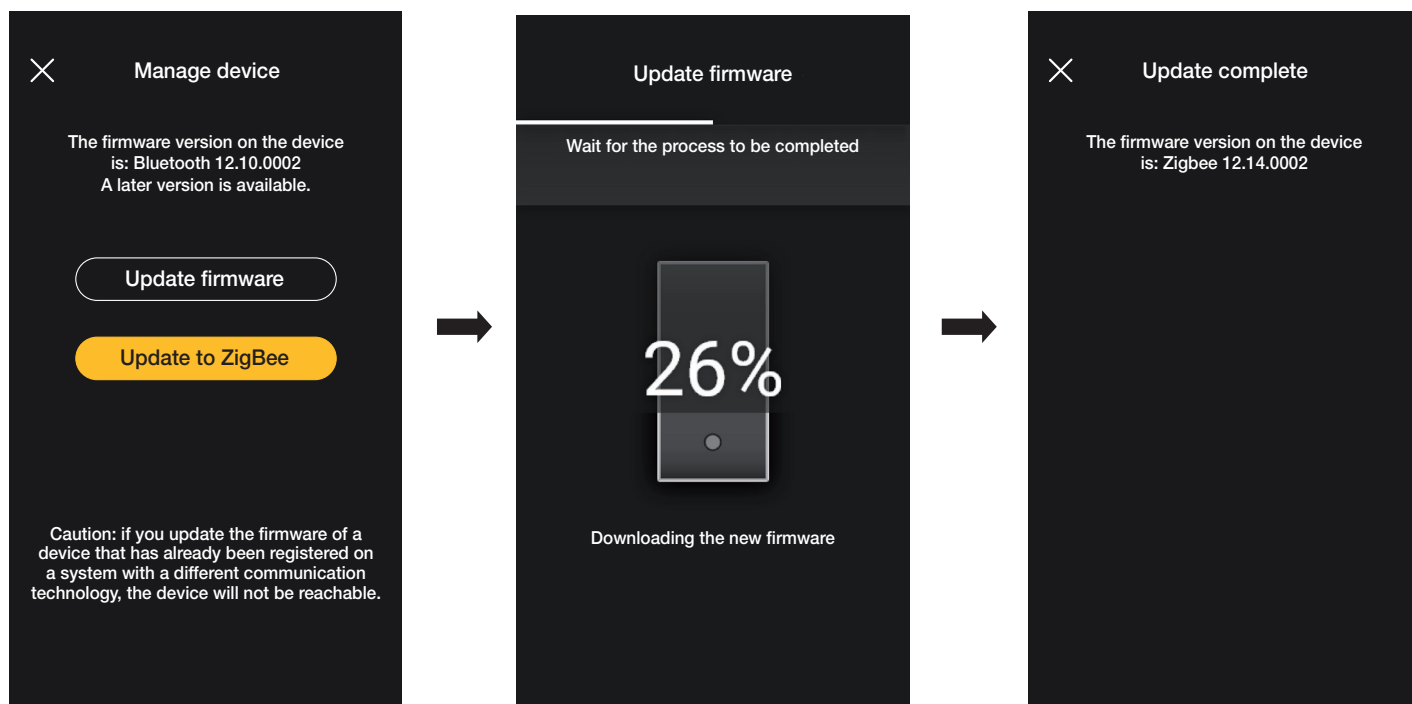 Manage device
The firmware version on the device
is: Bluetooth 12.10.0002
A later version is available.
Update firmware
Update to ZigBee
Caution: if you update the firmware of a
device that has already been registered on
a system with a different communication
technology, the device will not be reachable.
Update firmware
Wait for the process to be completed
26%
Downloading the new firmware
Update complete
The firmware version on the device
is: Zigbee 12.14.0002